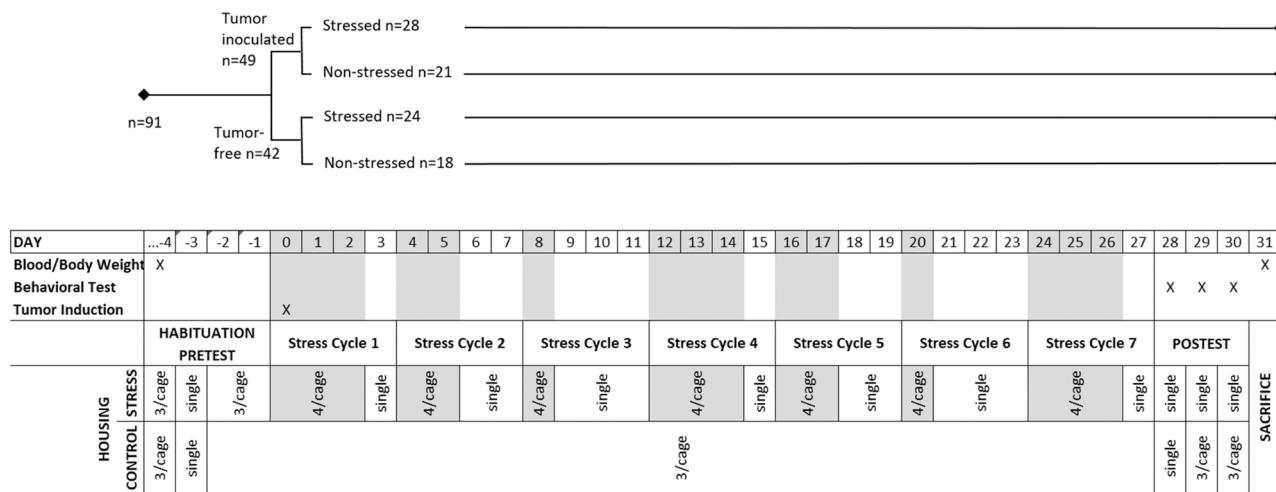 Tumor
inoculated
n=49
Stressed n=28
Non-stressed n=21
n=91
Tumor-
free n=42
Stressed n=24
Non-stressed n=18
DAY ...-4 -3 -2 -1 0 1 2 3 4 5 6 7 8 9 10 11 12 13 14 15 16 17 18 19 20 21 22 23 24 25 26 27 28 29 30 31
Blood/Body Weight X X
Behavioral Test X X X
Tumor Induction X
HABITUATION
PRETEST
Stress Cycle 1 Stress Cycle 2 Stress Cycle 3 Stress Cycle 4 Stress Cycle 5 Stress Cycle 6 Stress Cycle 7 POSTEST
SACRIFICE
HOUSING
STRESS 3/cage single 3/cage 4/cage single 4/cage single 4/cage single 4/cage single 4/cage single 4/cage single 4/cage single single single single
CONTROL 3/cage single 3/cage single 3/cage 3/cage